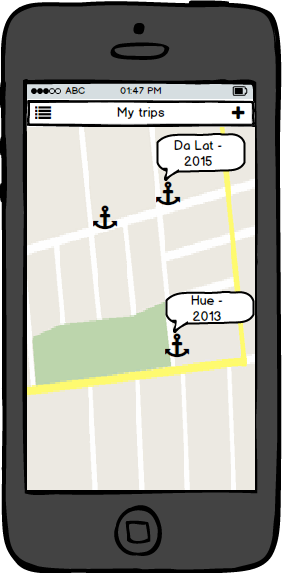 ABC 01:47 PM
My trips
Da Lat -
2015
Hue -
2013